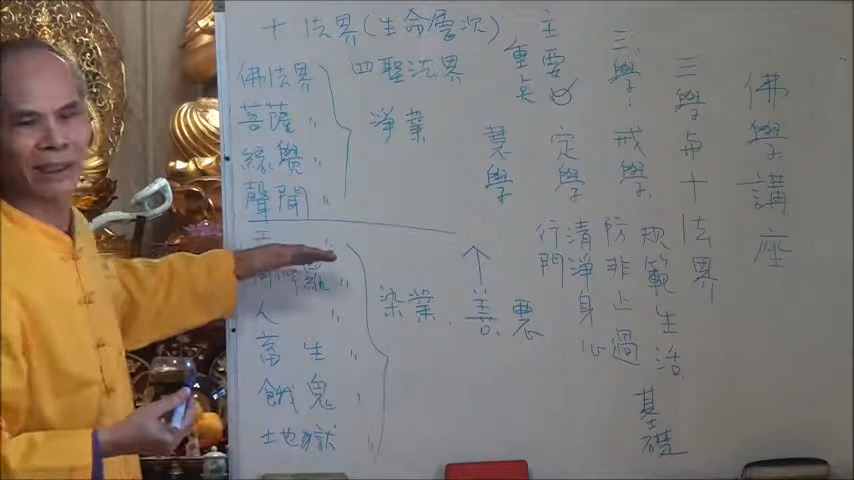 佛學講座
三學與十法界
三、學：戒學
規範生活
防非止過
基礎
主要
重點
定學
清淨身心
行門
慧學
十法界(生命層次)
四聖法界
佛法界
菩薩 〃
緣覺 〃
聲聞 〃
淨業
人 〃
畜生 〃
餓鬼 〃
地獄 〃
染業. 善. 惡